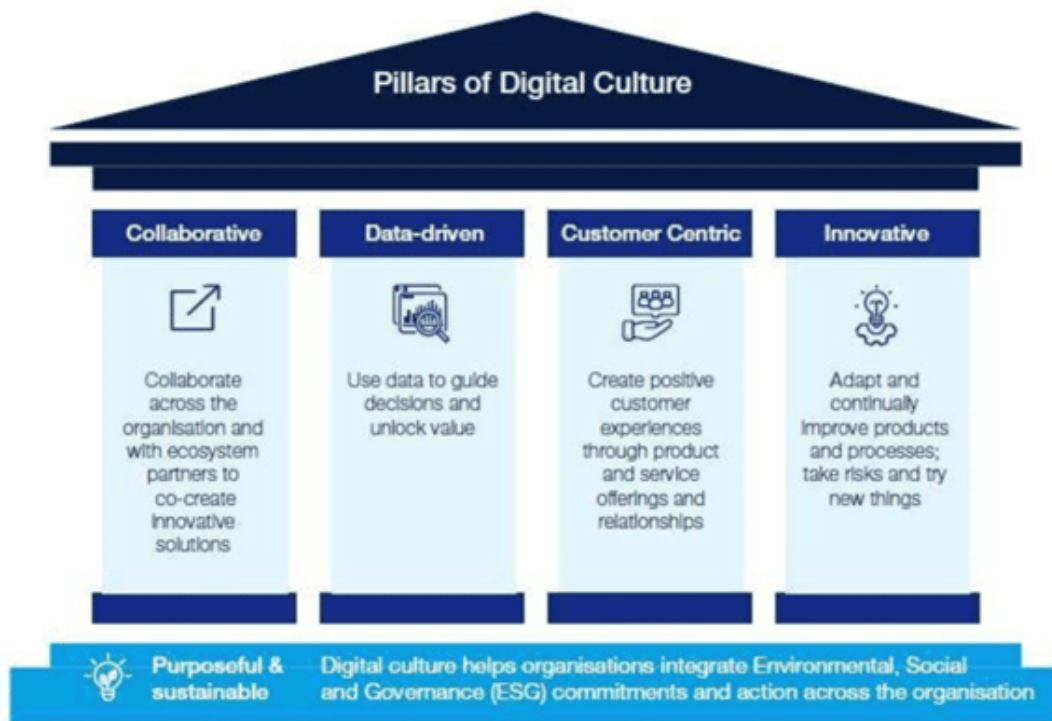 Pillars of Digital Culture
Collaborative
Collaborate
across the
organisation and
with ecosystem
partners to
co-create
innovative
solutions
Data-driven
Use data to guide
decisions and
unlock value
Customer Centric
Create positive
customer
experiences
through product
and service
offerings and
relationships
Innovative
Adapt and
continually
improve products
and processes;
take risks and try
new things
Purposeful &
sustainable
Digital culture helps organisations integrate Environmental, Social
and Governance (ESG) commitments and action across the organisation